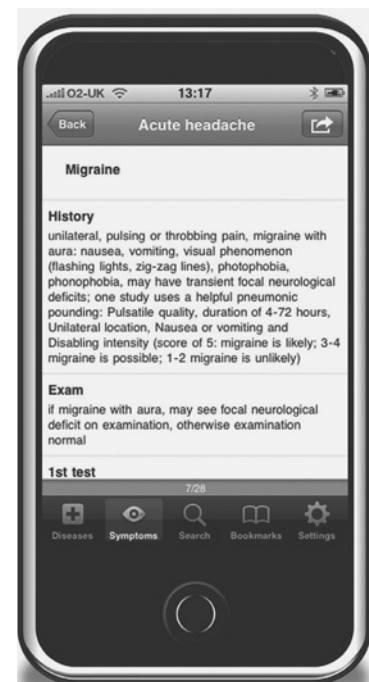 O2-UK 13:17
Back Acute headache
Migraine
History
unilateral, pulsing or throbbing pain, migraine with
aura: nausea, vomiting, visual phenomenon
(flashing lights, zig-zag lines), photophobia,
phonophobia, may have transient focal neurological
deficits; one study uses a helpful pneumonic
pounding: Pulsatile quality, duration of 4-72 hours,
Unilateral location, Nausea or vomiting and
Disabling intensity (score of 5: migraine is likely; 3-4
migraine is possible; 1-2 migraine is unlikely)
Exam
if migraine with aura, may see focal neurological
deficit on examination, otherwise examination
normal
1st test
7/28
Diseases Symptoms Search Bookmarks Settings